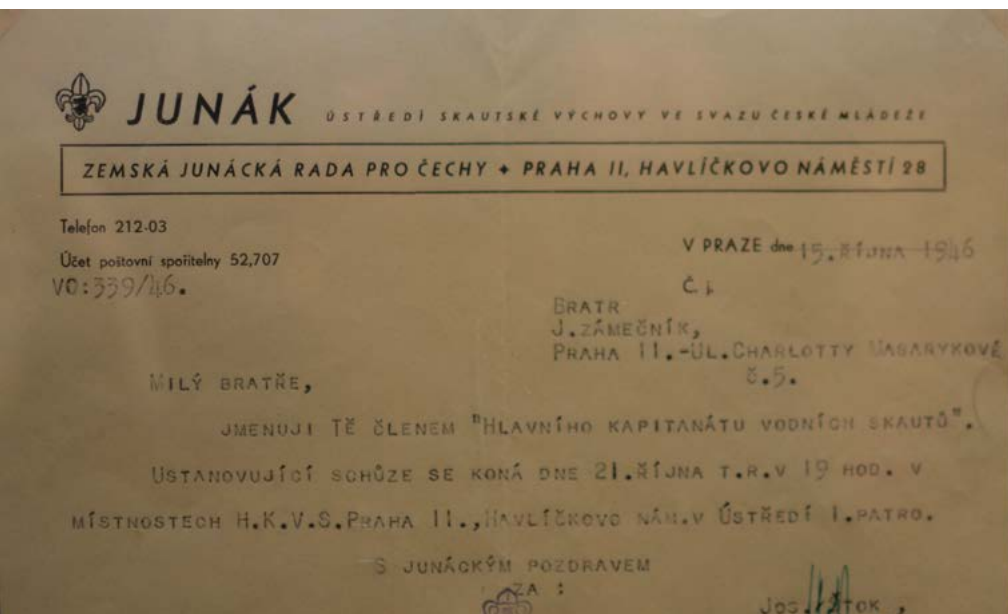 JUNÁK ÚSTŘEDÍ SKAUTSKÉ VÝCHOVY VE SVAZU ČESKÉ MLÁDEŽE
ZEMSKÁ JUNÁCKÁ RADA PRO ČECHY + PRAHA II, HAVLÍČKOVO NÁMĚSTÍ 28
Telefon 212-03
Účet poštovní spořitelny 52,707
VO:339/46.
V PRAZE dne 15. ŘÍJNA 1946
Č. j.
BRATR
J.ZÁMEČNÍK,
PRAHA II.-UL.CHARLOTTY MASARYKOVÉ
Č.5.
MILÝ BRATŘE,
JMENUJI TĚ ČLENEM "HLAVNÍHO KAPITANÁTU VODNÍCH SKAUTŮ".
USTANOVUJÍCÍ SCHŮZE SE KONÁ DNE 21.ŘÍJNA T.R.V 19 HOD. V
MÍSTNOSTECH H.K.V.S.PRAHA II.,HAVLÍČKOVO NÁM.V ÚSTŘEDÍ I.PATRO.
S JUNÁCKÝM POZDRAVEM
ZA :
JOS.